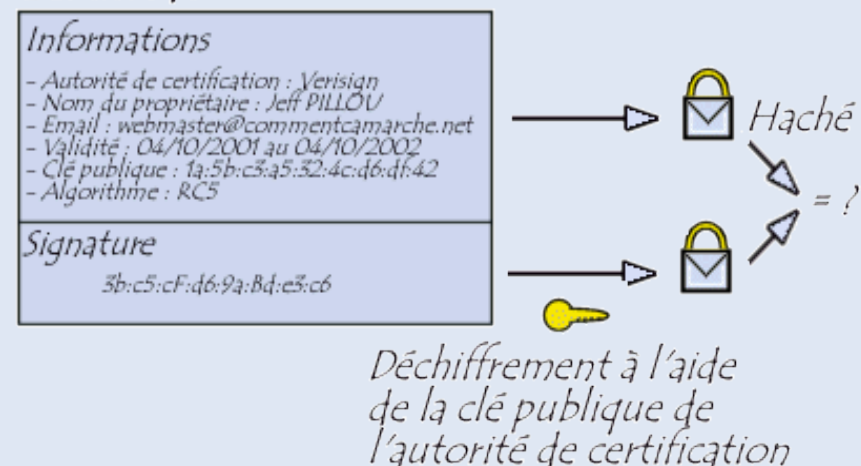 Informations
- Autorité de certification : Verisign
- Nom du propriétaire : Jeff PILLOU
- Email : webmaster@commentcamarche.net
- Validité : 04/10/2001 au 04/10/2002
- Clé publique : 1a:5b:c3:a5:32:4c:d6:df:42
- Algorithme : RC5
Haché
= ?
Signature
3b:c5:cF:d6:9a:Bd:e3:c6
Déchiffrement à l'aide
de la clé publique de
l'autorité de certification